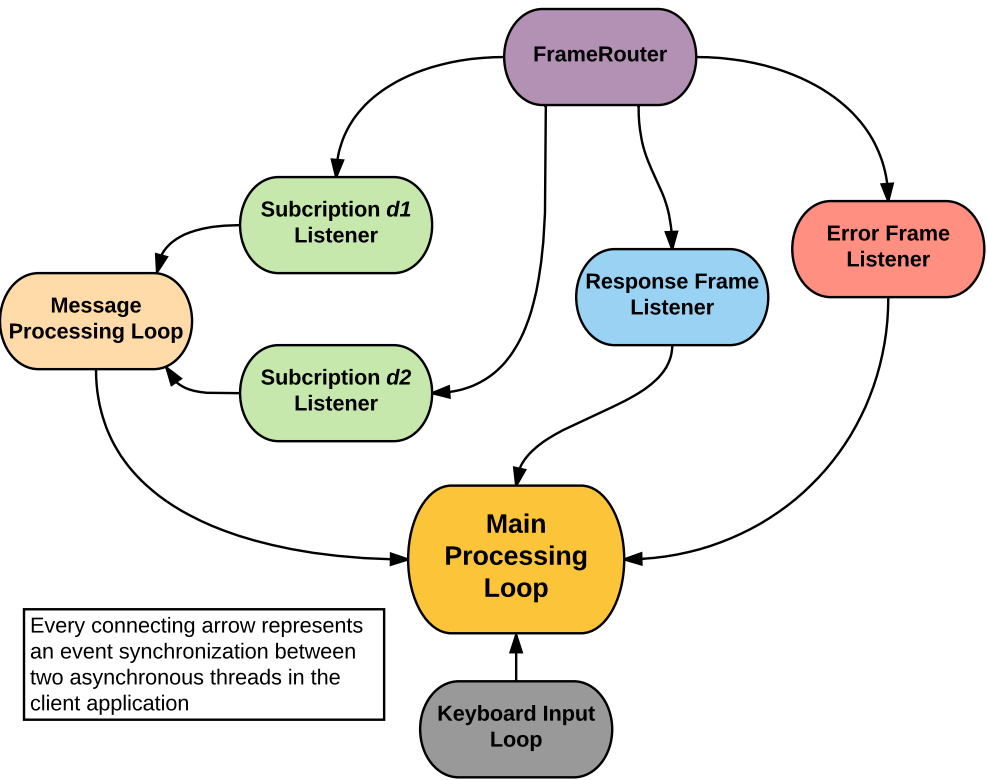 FrameRouter
Subcription d1
Listener
Error Frame
Listener
Response Frame
Listener
Message
Processing Loop
Subcription d2
Listener
Main
Processing
Loop
Every connecting arrow represents
an event synchronization between
two asynchronous threads in the
client application
Keyboard Input
Loop